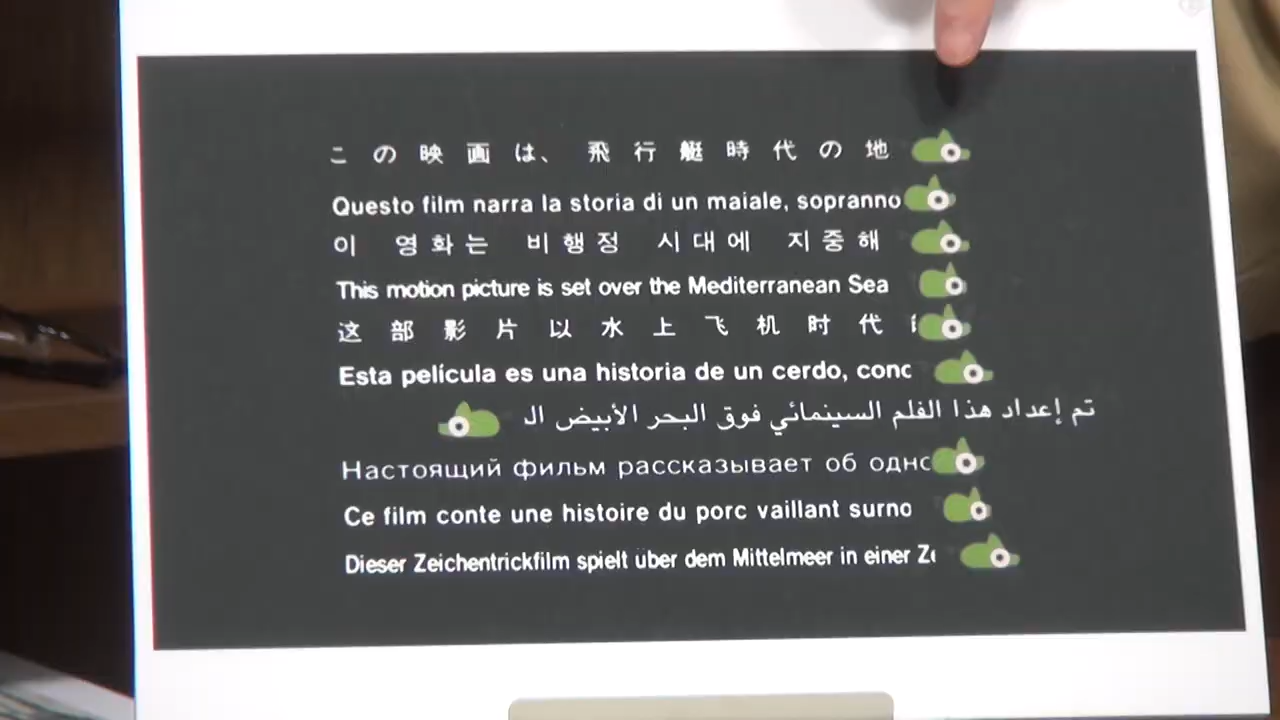 この映画は、飛行艇時代の地
Questo film narra la storia di un maiale, sopranno
이 영화는 비행정 시대에 지중해
This motion picture is set over the Mediterranean Sea
这部影片以水上飞机时代
Esta película es una historia de un cerdo, conc
تم إعداد هذا الفلم السينمائي فوق البحر الأبيض ال
Настоящий фильм рассказывает об одно
Ce film conte une histoire du porc vaillant surno
Dieser Zeichentrickfilm spielt über dem Mittelmeer in einer Ze